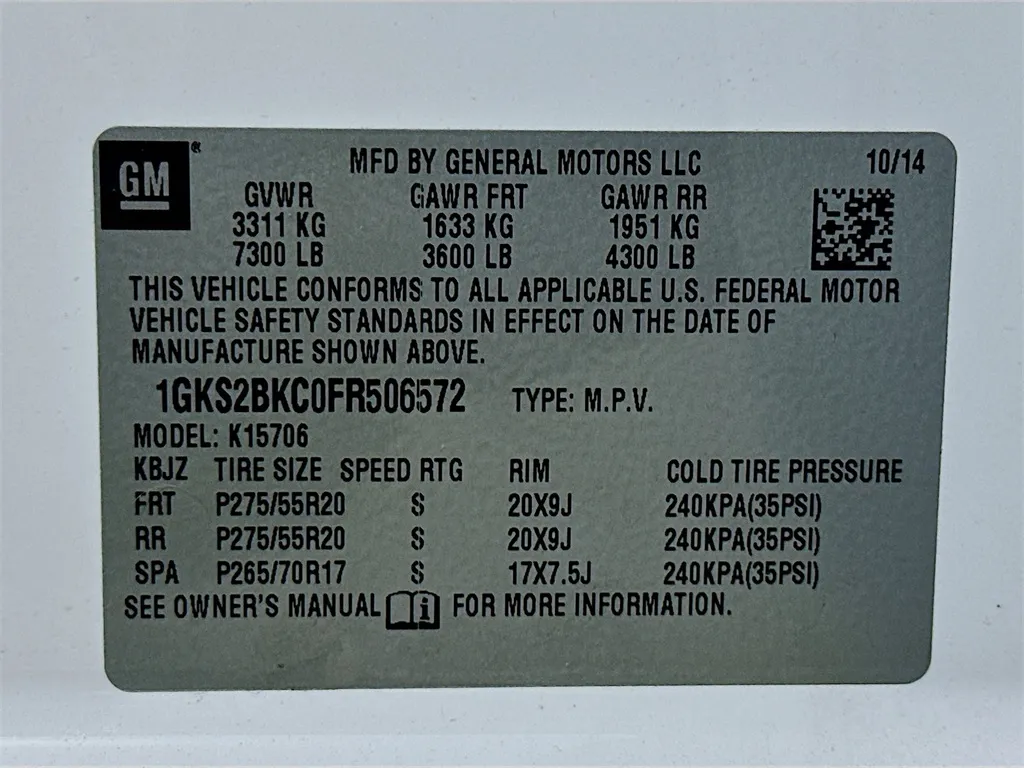 GM® MFD BY GENERAL MOTORS LLC 10/14
GVWR GAWR FRT GAWR RR
3311 KG 1633 KG 1951 KG
7300 LB 3600 LB 4300 LB
THIS VEHICLE CONFORMS TO ALL APPLICABLE U.S. FEDERAL MOTOR
VEHICLE SAFETY STANDARDS IN EFFECT ON THE DATE OF
MANUFACTURE SHOWN ABOVE.
1GKS2BKC0FR506572 TYPE: M.P.V.
MODEL: K15706
KBJZ TIRE SIZE SPEED RTG RIM COLD TIRE PRESSURE
FRT P275/55R20 S 20X9J 240KPA(35PSI)
RR P275/55R20 S 20X9J 240KPA(35PSI)
SPA P265/70R17 S 17X7.5J 240KPA(35PSI)
SEE OWNER'S MANUAL i FOR MORE INFORMATION.